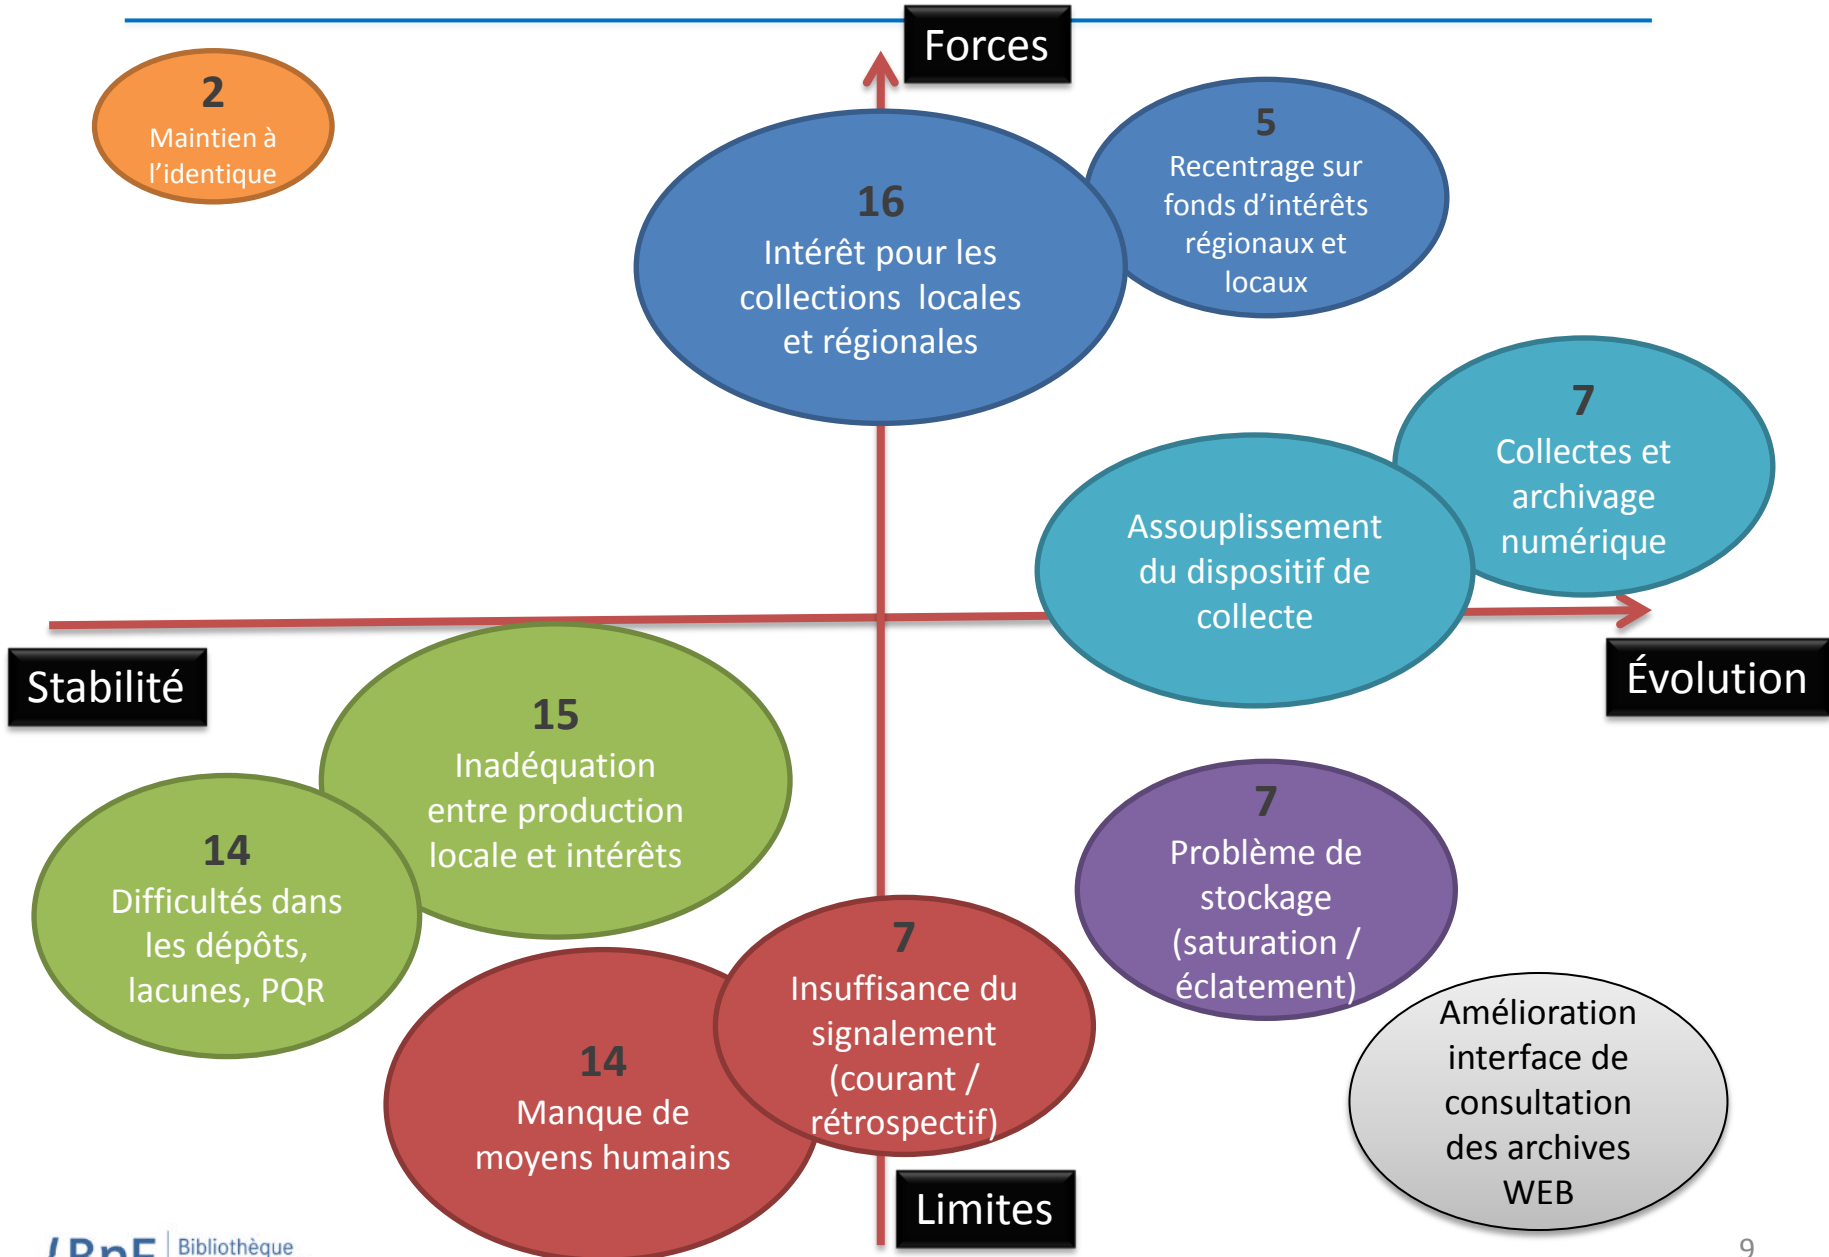 Forces
2
Maintien à
l’identique
5
Recentrage sur
fonds d’intérêts
régionaux et
locaux
16
Intérêt pour les
collections locales
et régionales
7
Collectes et
archivage
numérique
Assouplissement
du dispositif de
collecte
Stabilité
Évolution
15
Inadéquation
entre production
locale et intérêts
14
Difficultés dans
les dépôts,
lacunes, PQR
7
Problème de
stockage
(saturation /
éclatement)
7
Insuffisance du
signalement
(courant /
rétrospectif)
14
Manque de
moyens humains
Amélioration
interface de
consultation
des archives
WEB
Limites
BnF
Bibliothèque
9